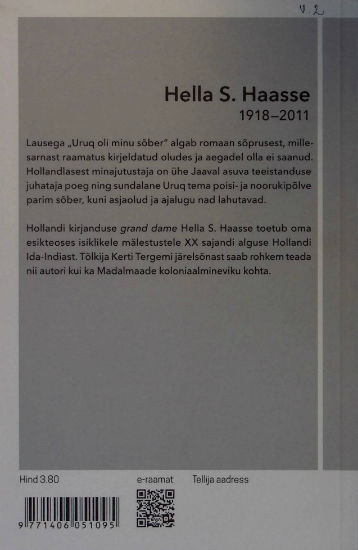 v. 2
Hella S. Haasse
1918–2011
Lausega „Uruq oli minu sõber” algab romaan sõprusest, mille-
sarnast raamatus kirjeldatud oludes ja aegadel olla ei saanud.
Hollandlasest minajutustaja on ühe Jaaval asuva teeistanduse
juhataja poeg ning sundalane Uruq tema poisi- ja noorukipõlve
parim sõber, kuni asjaolud ja ajalugu nad lahutavad.
Hollandi kirjanduse grand dame Hella S. Haasse toetub oma
esikteoses isiklikele mälestustele XX sajandi alguse Hollandi
Ida-Indiast. Tõlkija Kerti Tergemi järelsõnast saab rohkem teada
nii autori kui ka Madalmaade koloniaalmineviku kohta.
Hind 3.80 e-raamat Tellija aadress
9 771406 051095